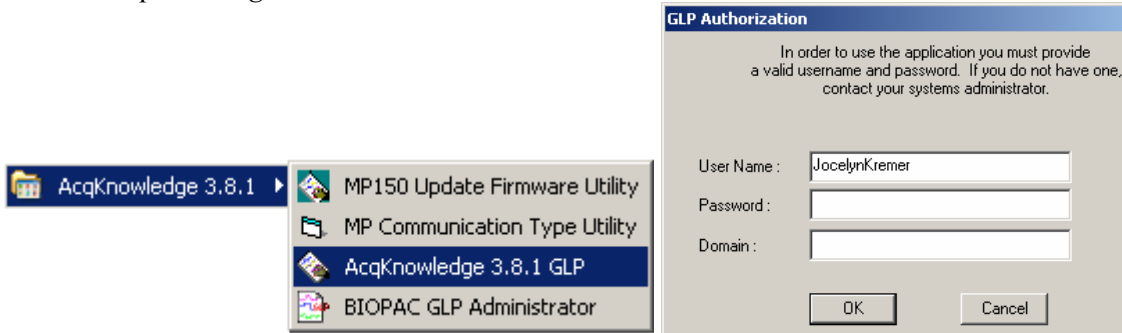 GLP Authorization
In order to use the application you must provide
a valid username and password. If you do not have one,
contact your systems administrator.
User Name :
JocelynKremer
Password :
Domain :
OK
Cancel
AcqKnowledge 3.8.1
MP150 Update Firmware Utility
MP Communication Type Utility
AcqKnowledge 3.8.1 GLP
BIOPAC GLP Administrator